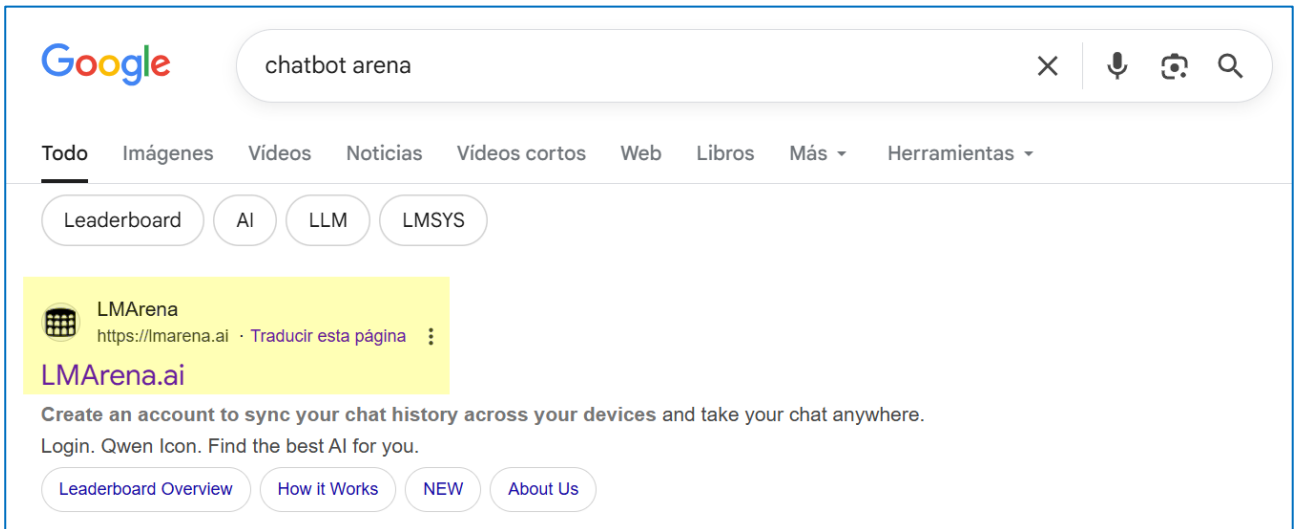 Google
chatbot arena
Todo Imágenes Vídeos Noticias Vídeos cortos Web Libros Más Herramientas
Leaderboard AI LLM LMSYS
LMArena
https://lmarena.ai · Traducir esta página
LMArena.ai
Create an account to sync your chat history across your devices and take your chat anywhere.
Login. Qwen Icon. Find the best AI for you.
Leaderboard Overview How it Works NEW About Us